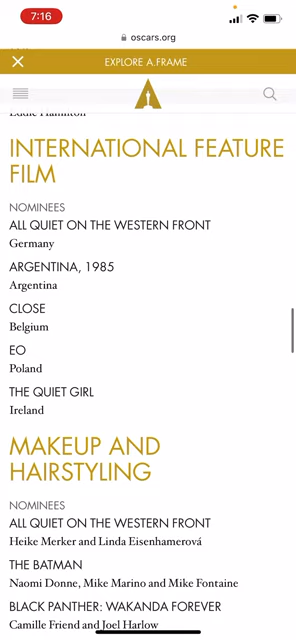 7:16
oscars.org
EXPLORE A.FRAME
Eddie Hamilton
INTERNATIONAL FEATURE
FILM
NOMINEES
ALL QUIET ON THE WESTERN FRONT
Germany
ARGENTINA, 1985
Argentina
CLOSE
Belgium
EO
Poland
THE QUIET GIRL
Ireland
MAKEUP AND
HAIRSTYLING
NOMINEES
ALL QUIET ON THE WESTERN FRONT
Heike Merker and Linda Eisenhamerová
THE BATMAN
Naomi Donne, Mike Marino and Mike Fontaine
BLACK PANTHER: WAKANDA FOREVER
Camille Friend and Joel Harlow